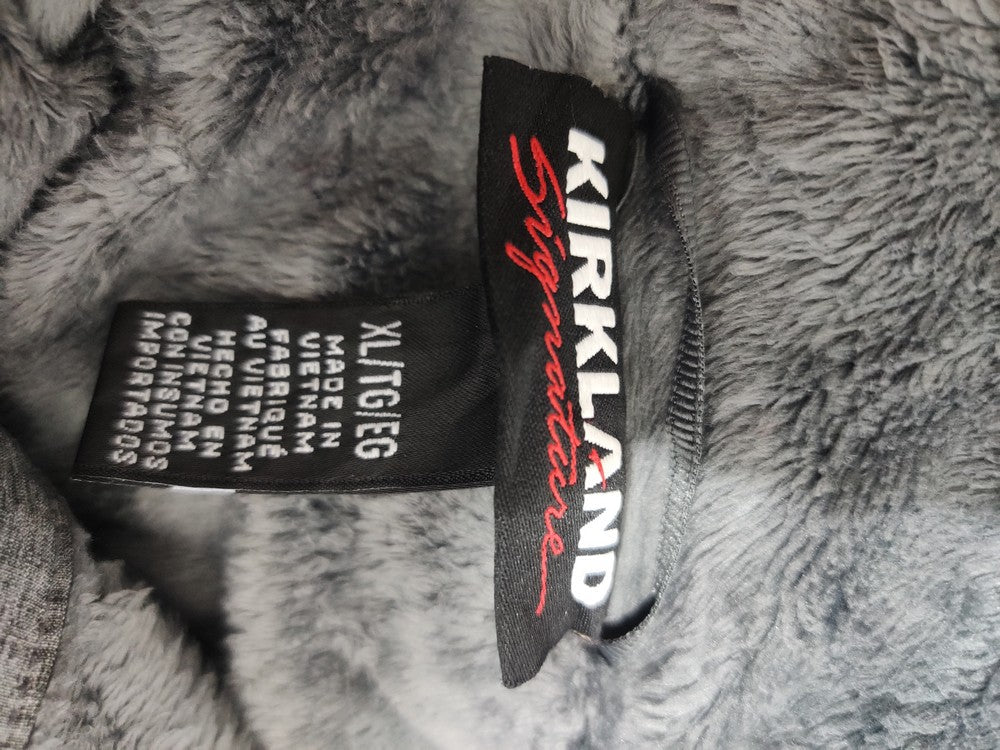 KIRKLAND
Signature
XL/TG/EG
MADE IN
VIETNAM
FABRIQUÉ
AU VIETNAM
HECHO EN
VIETNAM
CON INSUMOS
IMPORTADOS